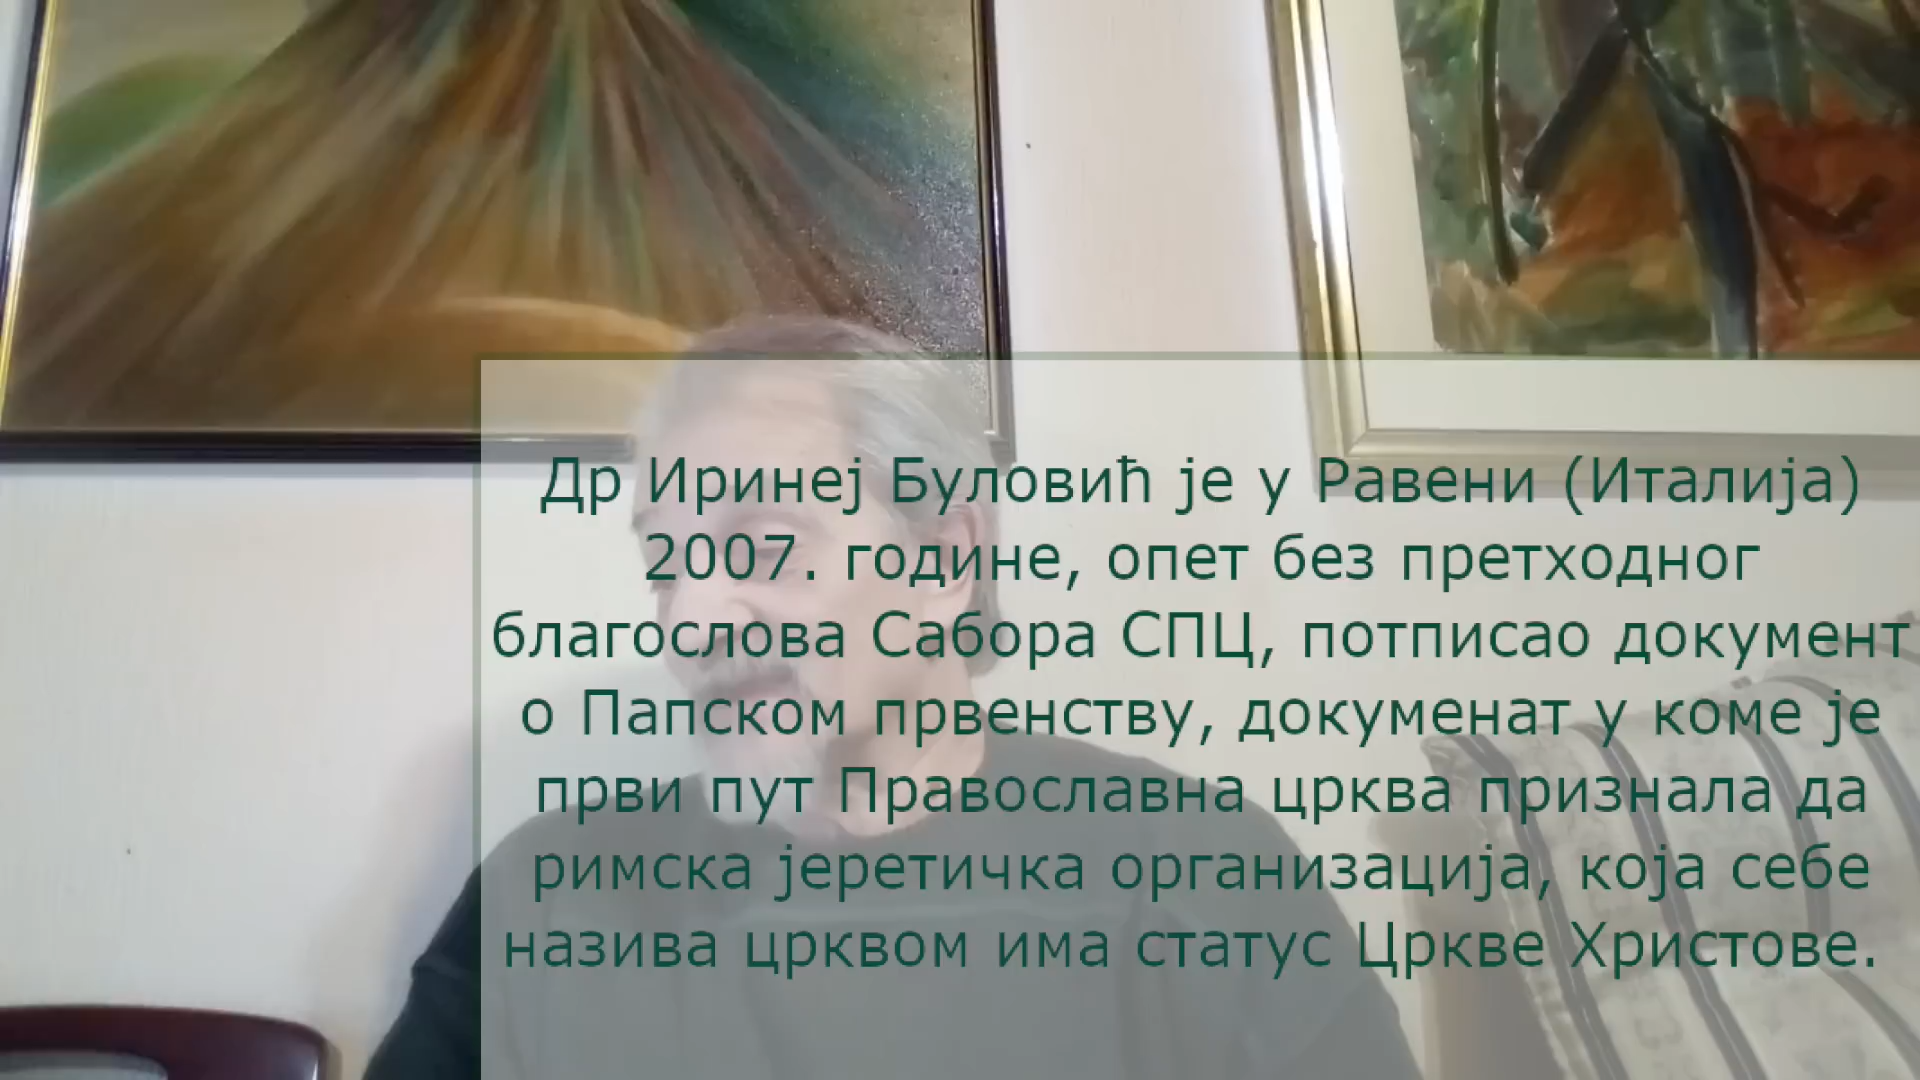 Др Иринеј Буловић је у Равени (Италија)
2007. године, опет без претходног
благослова Сабора СПЦ, потписао документ
о Папском првенству, документат у коме је
први пут Православна црква признала да
римска јеретичка организација, која себе
назива црквом има статус Цркве Христове.